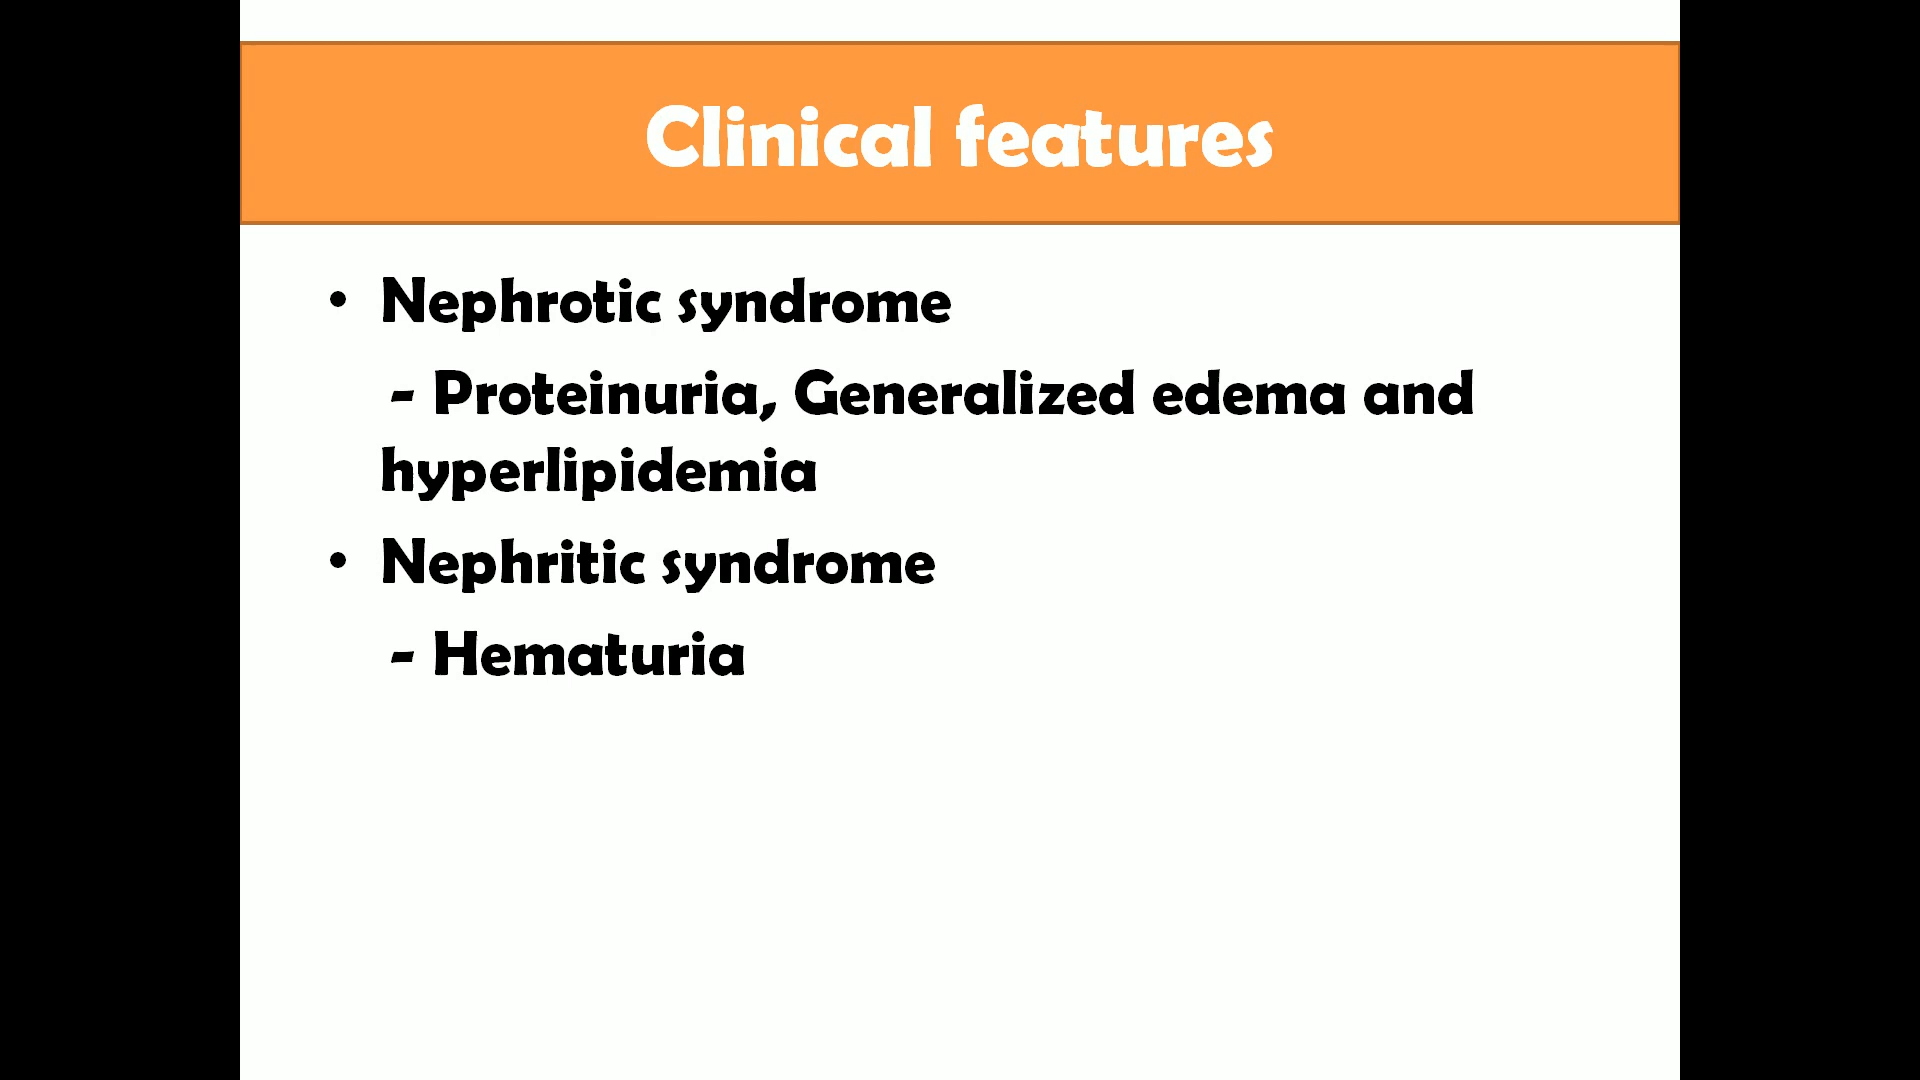 Clinical features
• Nephrotic syndrome
- Proteinuria, Generalized edema and
hyperlipidemia
• Nephritic syndrome
- Hematuria